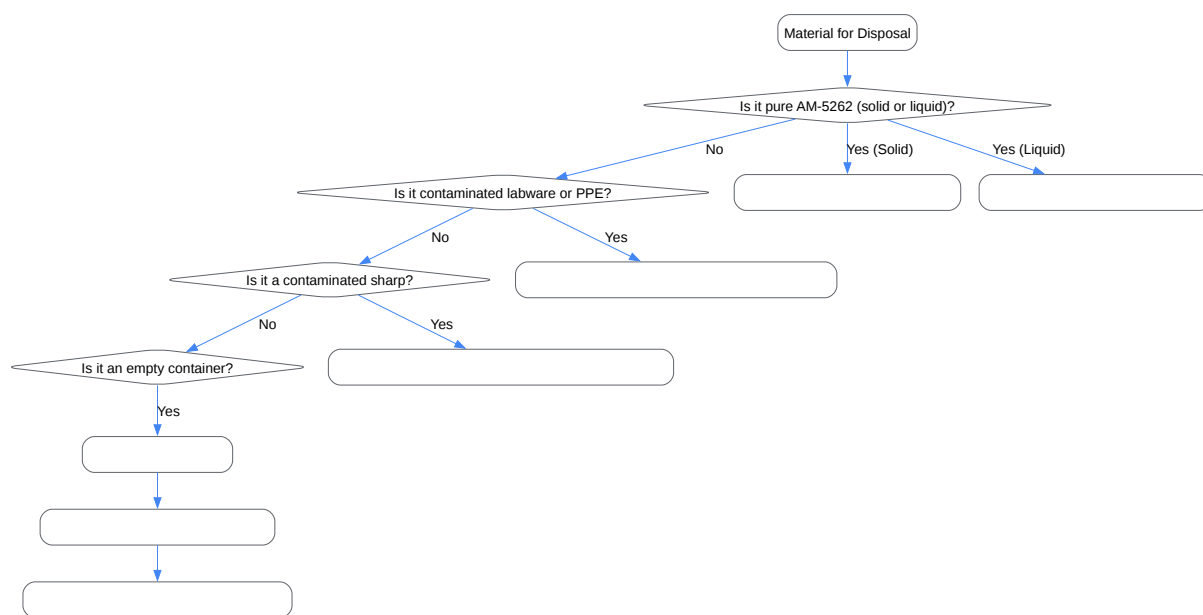 Material for Disposal
Is it pure AM-5262 (solid or liquid)?
No
Yes (Solid)
Yes (Liquid)
Is it contaminated labware or PPE?
No
Yes
Is it a contaminated sharp?
No
Yes
Is it an empty container?
Yes